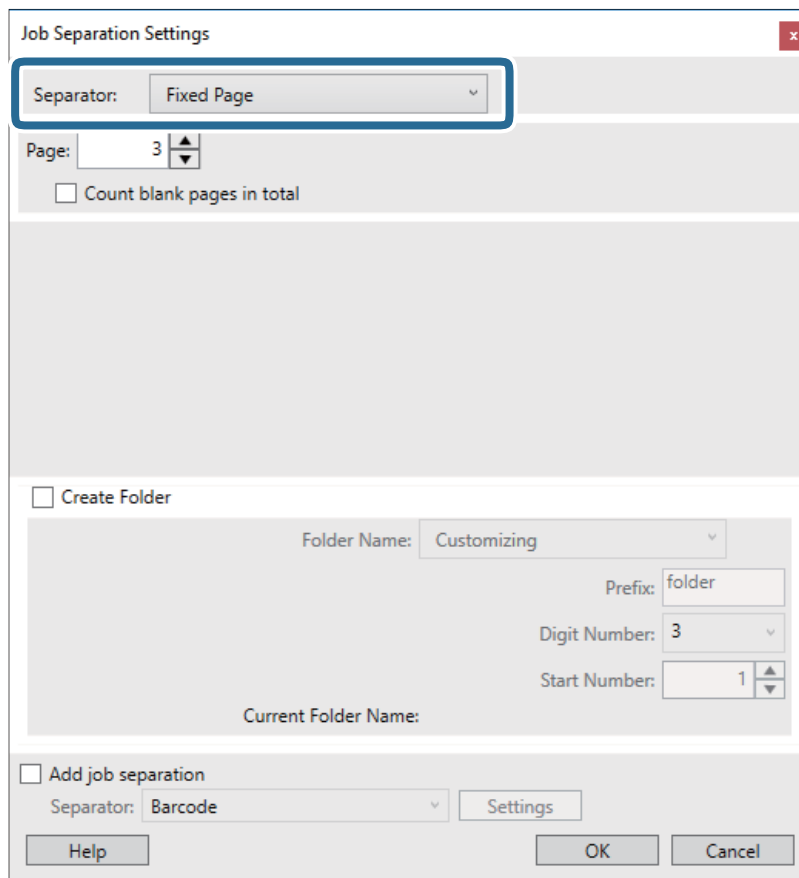 Job Separation Settings
x
Separator: Fixed Page
Page: 3
Count blank pages in total
Create Folder
Folder Name: Customizing
Prefix: folder
Digit Number: 3
Start Number: 1
Current Folder Name:
Add job separation
Separator: Barcode Settings
Help OK Cancel